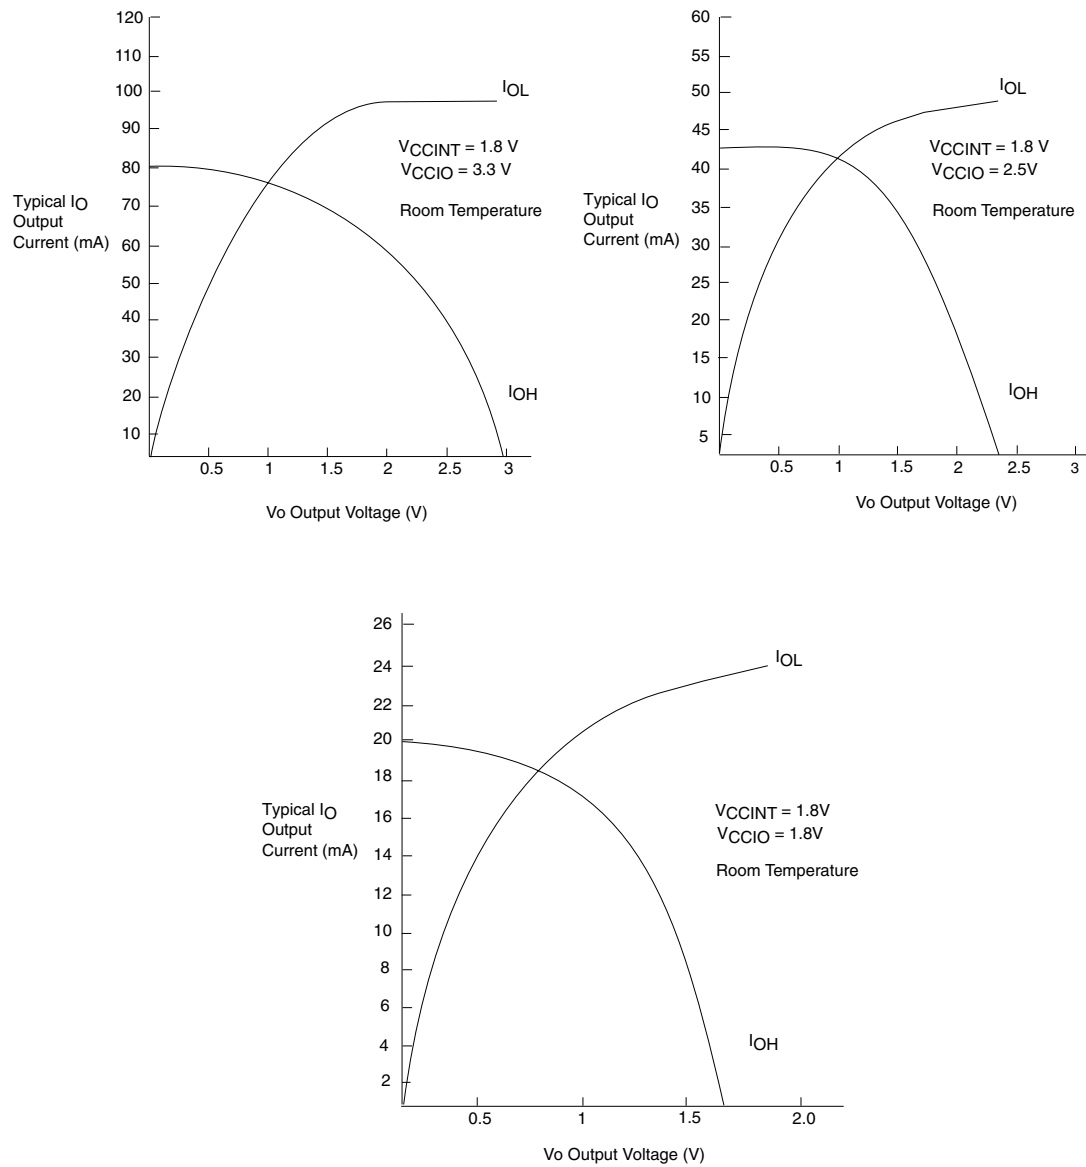 120
110
100
90
80
70
60
50
40
30
20
10
Typical IO
Output
Current (mA)
IOL
VCCINT = 1.8 V
VCCIO = 3.3 V
Room Temperature
IOH
0.5 1 1.5 2 2.5 3
Vo Output Voltage (V)
60
55
50
45
40
35
30
25
20
15
10
5
Typical IO
Output
Current (mA)
IOL
VCCINT = 1.8 V
VCCIO = 2.5V
Room Temperature
IOH
0.5 1 1.5 2 2.5 3
Vo Output Voltage (V)
26
24
22
20
18
16
14
12
10
8
6
4
2
Typical IO
Output
Current (mA)
IOL
VCCINT = 1.8V
VCCIO = 1.8V
Room Temperature
IOH
0.5 1 1.5 2.0
Vo Output Voltage (V)